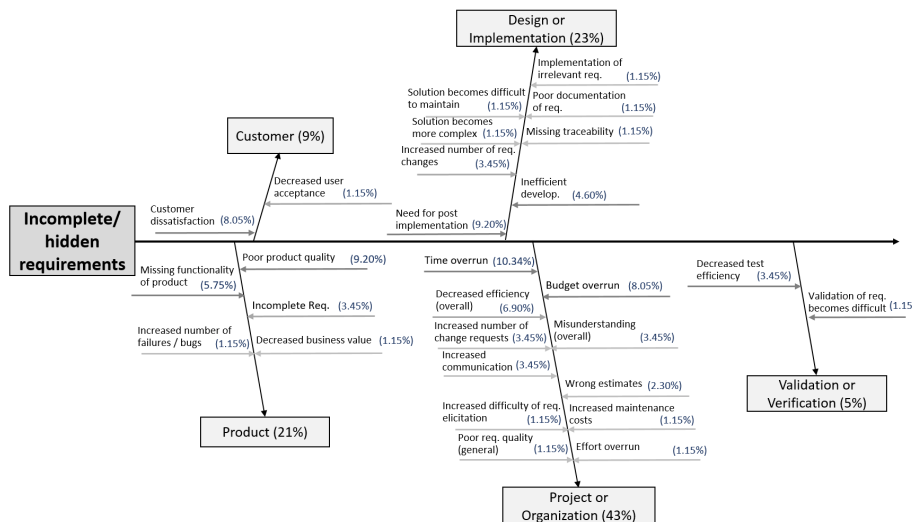 Design or
Implementation (23%)
Implementation of
irrelevant req. (1.15%)
Solution becomes difficult
to maintain (1.15%)
Poor documentation
of req. (1.15%)
Solution becomes
more complex (1.15%)
Missing traceability (1.15%)
Increased number of req.
changes (3.45%)
Inefficient
develop. (4.60%)
Need for post
implementation (9.20%)
Customer (9%)
Decreased user
acceptance (1.15%)
Customer
dissatisfaction (8.05%)
Incomplete/
hidden
requirements
Poor product quality (9.20%)
Missing functionality
of product (5.75%)
Incomplete Req. (3.45%)
Increased number of
failures / bugs (1.15%)
Decreased business value (1.15%)
Product (21%)
Time overrun (10.34%)
Budget overrun (8.05%)
Decreased efficiency
(overall) (6.90%)
Increased number of
change requests (3.45%)
Misunderstanding
(overall) (3.45%)
Increased
communication (3.45%)
Wrong estimates (2.30%)
Increased difficulty of req.
elicitation (1.15%)
Increased maintenance
costs (1.15%)
Poor req. quality
(general) (1.15%)
Effort overrun (1.15%)
Project or
Organization (43%)
Decreased test
efficiency (3.45%)
Validation of req.
becomes difficult (1.15
Validation or
Verification (5%)